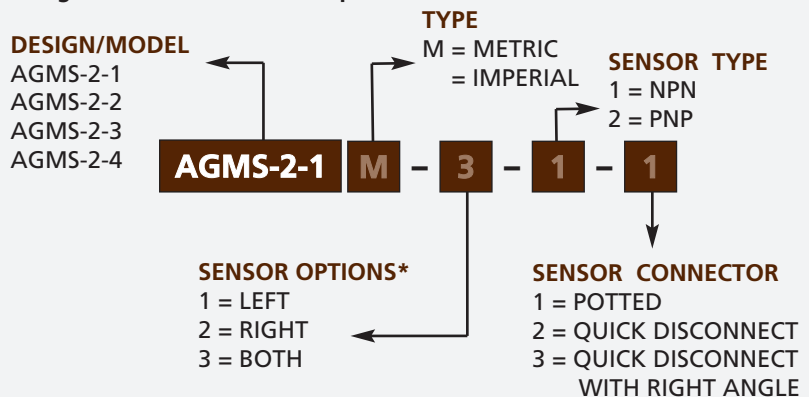 DESIGN/MODEL
AGMS-2-1
AGMS-2-2
AGMS-2-3
AGMS-2-4
TYPE
M = METRIC
= IMPERIAL
SENSOR TYPE
1 = NPN
2 = PNP
AGMS-2-1 M - 3 - 1 - 1
SENSOR OPTIONS*
1 = LEFT
2 = RIGHT
3 = BOTH
SENSOR CONNECTOR
1 = POTTED
2 = QUICK DISCONNECT
3 = QUICK DISCONNECT
WITH RIGHT ANGLE